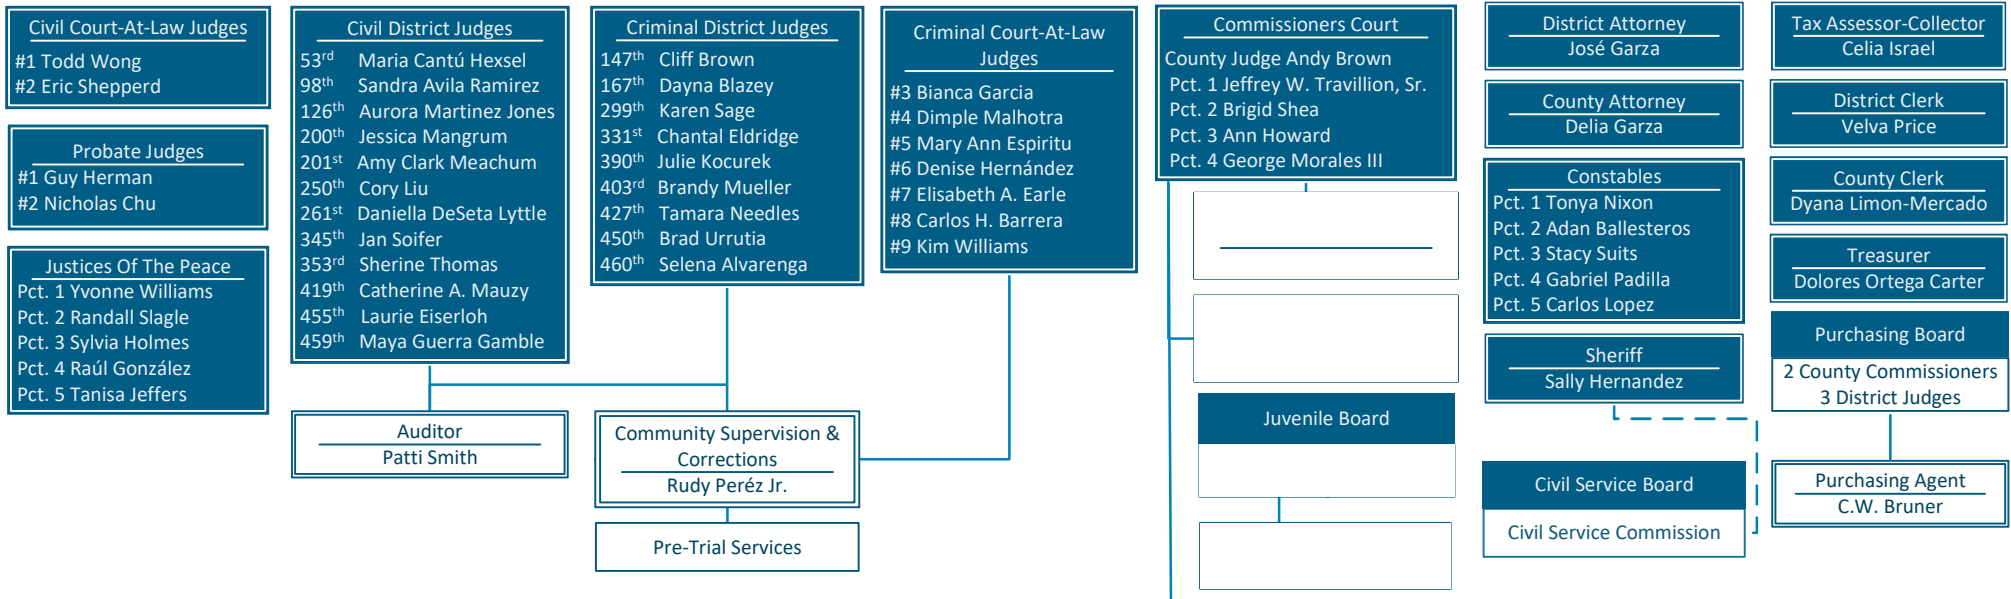 Civil Court-At-Law Judges
#1 Todd Wong
#2 Eric Shepperd
Probate Judges
#1 Guy Herman
#2 Nicholas Chu
Justices Of The Peace
Pct. 1 Yvonne Williams
Pct. 2 Randall Slagle
Pct. 3 Sylvia Holmes
Pct. 4 Raúl González
Pct. 5 Tanisa Jeffers
Civil District Judges
53rd Maria Cantú Hexsel
98th Sandra Avila Ramirez
126th Aurora Martinez Jones
200th Jessica Mangrum
201st Amy Clark Meachum
250th Cory Liu
261st Daniella DeSeta Lyttle
345th Jan Soifer
353rd Sherine Thomas
419th Catherine A. Mauzy
455th Laurie Eiserloh
459th Maya Guerra Gamble
Auditor
Patti Smith
Criminal District Judges
147th Cliff Brown
167th Dayna Blazey
299th Karen Sage
331st Chantal Eldridge
390th Julie Kocurek
403rd Brandy Mueller
427th Tamara Needles
450th Brad Urrutia
460th Selena Alvarenga
Community Supervision &
Corrections
Rudy Peréz Jr.
Pre-Trial Services
Criminal Court-At-Law
Judges
#3 Bianca Garcia
#4 Dimple Malhotra
#5 Mary Ann Espiritu
#6 Denise Hernández
#7 Elisabeth A. Earle
#8 Carlos H. Barrera
#9 Kim Williams
Commissioners Court
County Judge Andy Brown
Pct. 1 Jeffrey W. Travillion, Sr.
Pct. 2 Brigid Shea
Pct. 3 Ann Howard
Pct. 4 George Morales III
Juvenile Board
District Attorney
José Garza
County Attorney
Delia Garza
Constables
Pct. 1 Tonya Nixon
Pct. 2 Adan Ballesteros
Pct. 3 Stacy Suits
Pct. 4 Gabriel Padilla
Pct. 5 Carlos Lopez
Sheriff
Sally Hernandez
Civil Service Board
Civil Service Commission
Tax Assessor-Collector
Celia Israel
District Clerk
Velva Price
County Clerk
Dyana Limon-Mercado
Treasurer
Dolores Ortega Carter
Purchasing Board
2 County Commissioners
3 District Judges
Purchasing Agent
C.W. Bruner